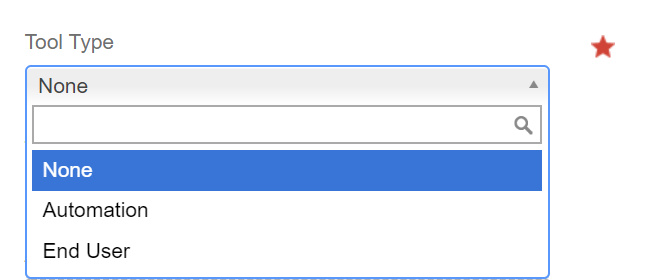 Tool Type
None
None
Automation
End User